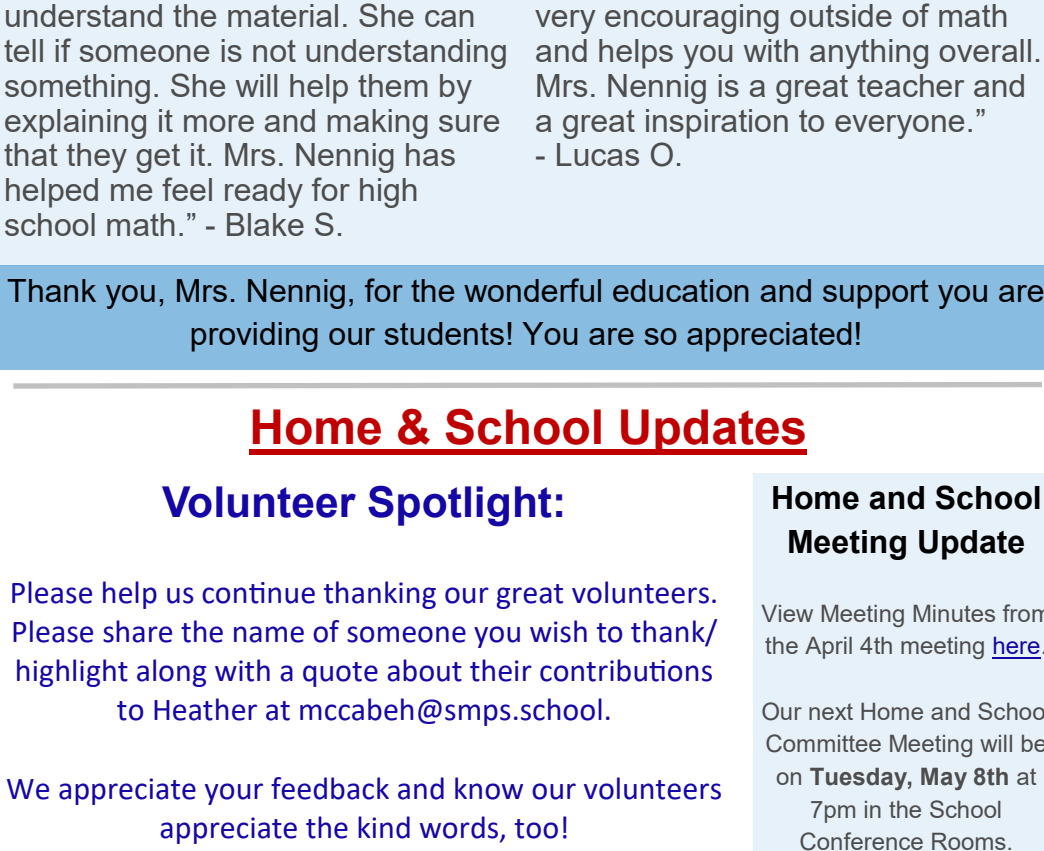 understand the material. She can
tell if someone is not understanding
something. She will help them by
explaining it more and making sure
that they get it. Mrs. Nennig has
helped me feel ready for high
school math.” - Blake S.
very encouraging outside of math
and helps you with anything overall.
Mrs. Nennig is a great teacher and
a great inspiration to everyone.”
- Lucas O.
Thank you, Mrs. Nennig, for the wonderful education and support you are
providing our students! You are so appreciated!
Home & School Updates
Volunteer Spotlight:
Please help us continue thanking our great volunteers.
Please share the name of someone you wish to thank/
highlight along with a quote about their contributions
to Heather at mccabeh@smps.school.
We appreciate your feedback and know our volunteers
appreciate the kind words, too!
Home and School
Meeting Update
View Meeting Minutes from
the April 4th meeting here.
Our next Home and School
Committee Meeting will be
on Tuesday, May 8th at
7pm in the School
Conference Rooms.